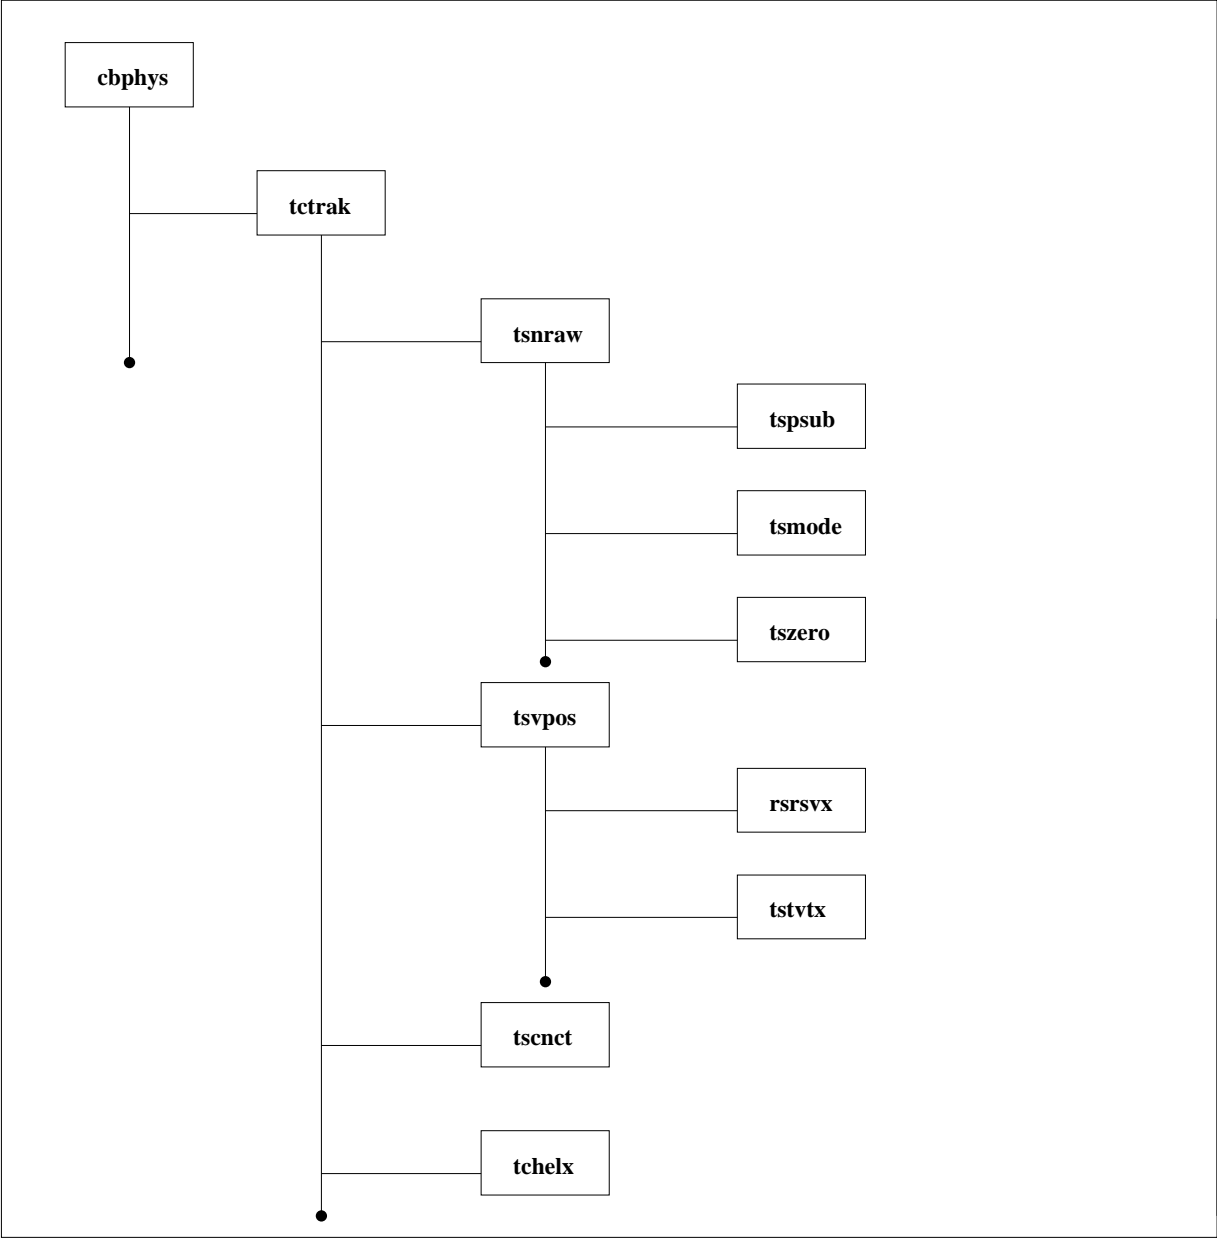 cbphys
tctrak
tsnraw
tspsub
tsmode
tszero
tsvpos
rsrsvx
tstvtx
tscnct
tchelx